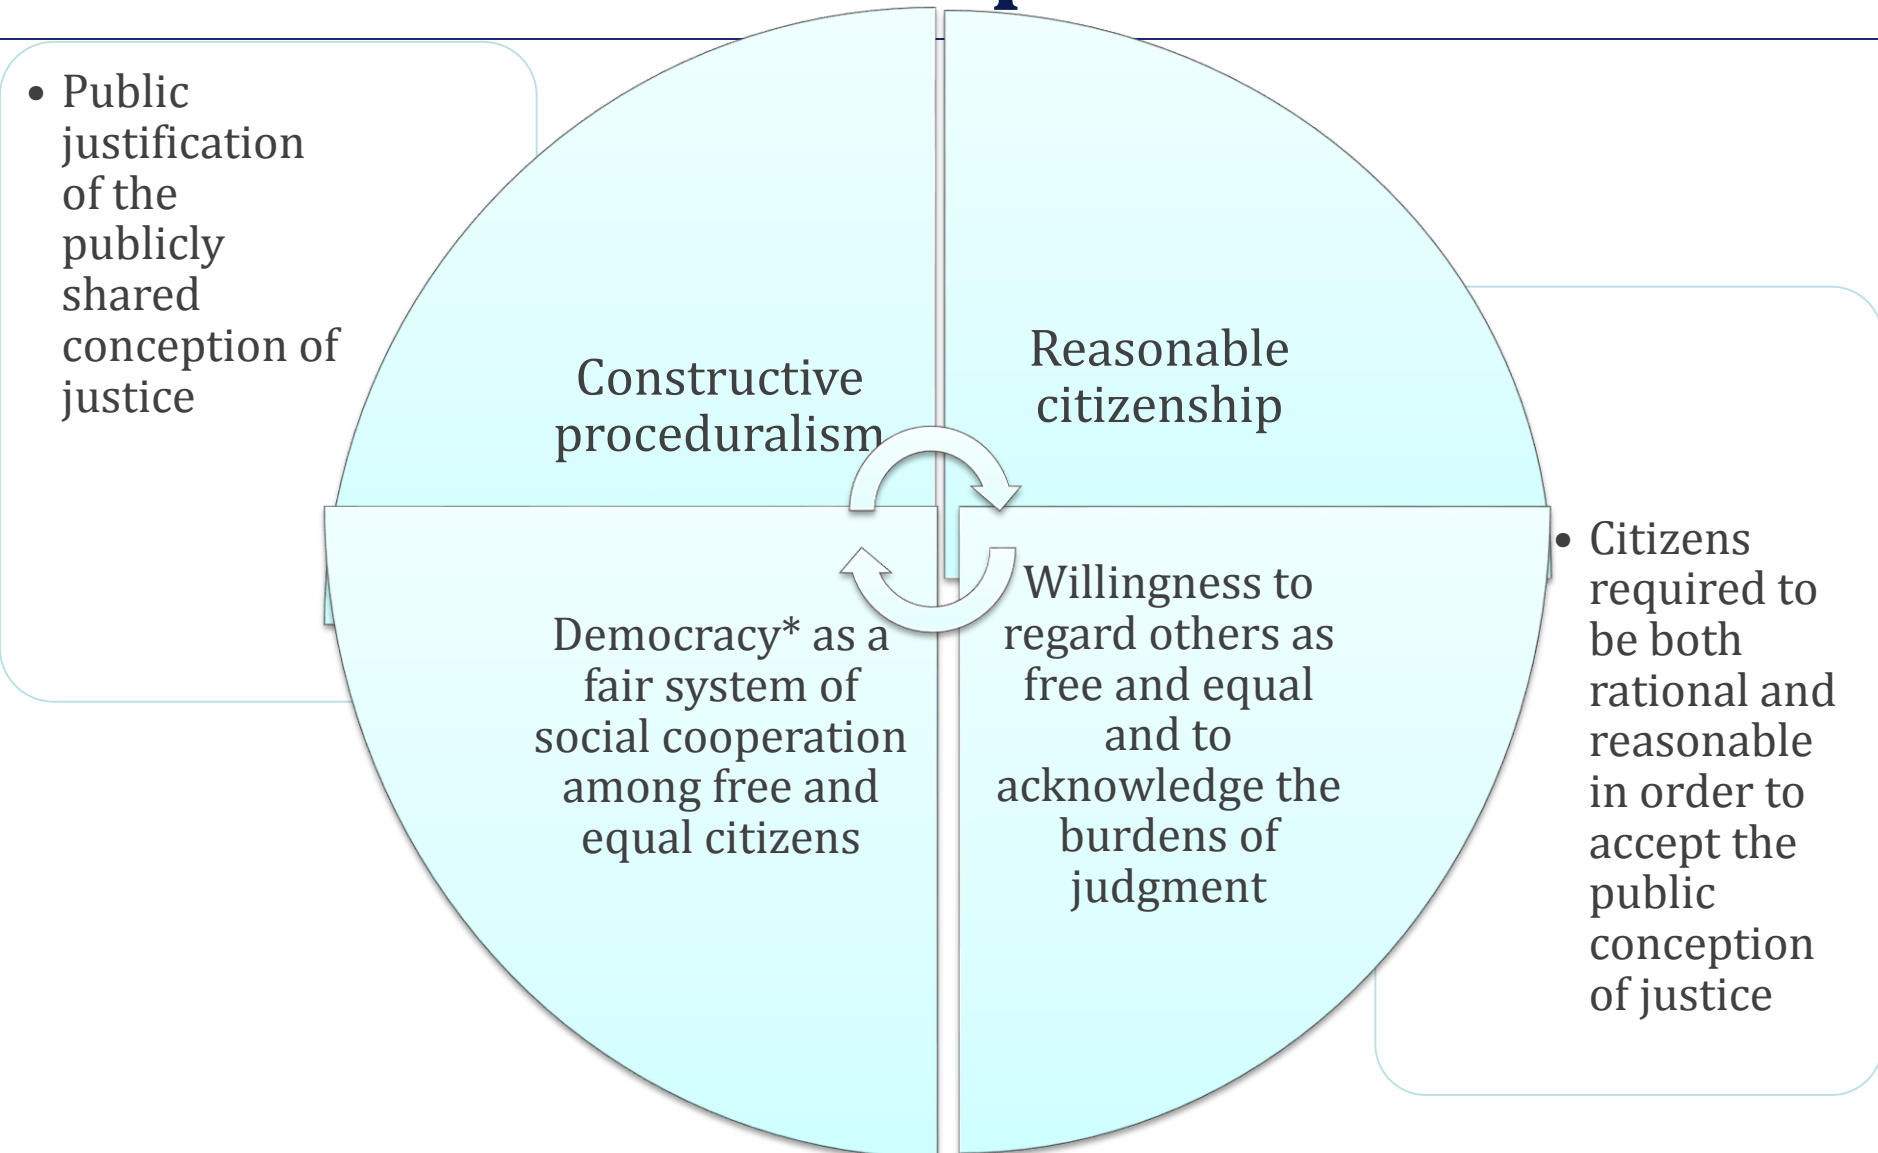 • Public
justification
of the
publicly
shared
conception of
justice
Constructive
proceduralism
Reasonable
citizenship
Democracy* as a
fair system of
social cooperation
among free and
equal citizens
Willingness to
regard others as
free and equal
and to
acknowledge the
burdens of
judgment
• Citizens
required to
be both
rational and
reasonable
in order to
accept the
public
conception
of justice